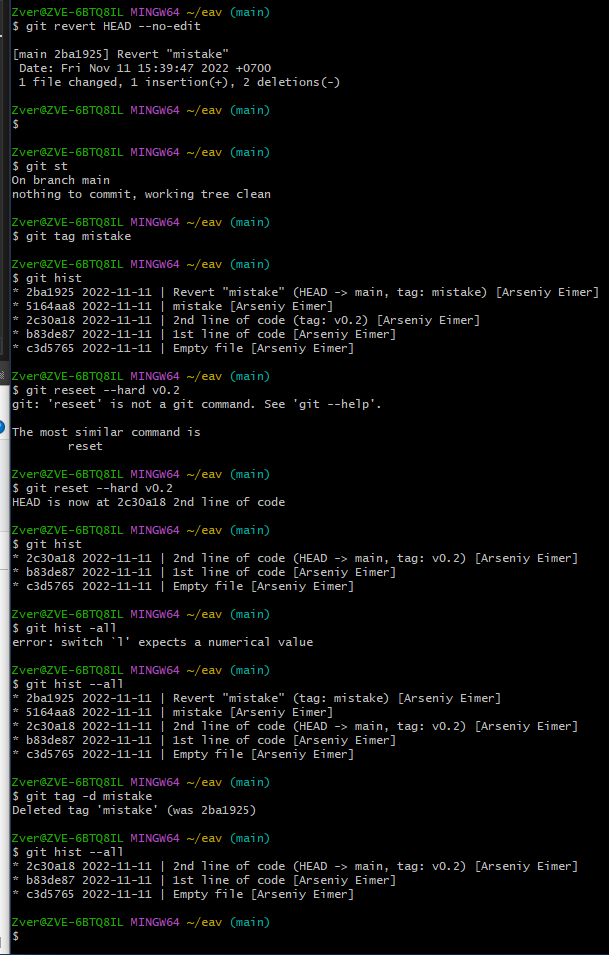 Zver@ZVE-6BTQ8IL MINGW64 ~/eav (main)
$ git revert HEAD --no-edit
[main 2ba1925] Revert "mistake"
 Date: Fri Nov 11 15:39:47 2022 +0700
 1 file changed, 1 insertion(+), 2 deletions(-)
Zver@ZVE-6BTQ8IL MINGW64 ~/eav (main)
$
Zver@ZVE-6BTQ8IL MINGW64 ~/eav (main)
$ git st
On branch main
nothing to commit, working tree clean
Zver@ZVE-6BTQ8IL MINGW64 ~/eav (main)
$ git tag mistake
Zver@ZVE-6BTQ8IL MINGW64 ~/eav (main)
$ git hist
* 2ba1925 2022-11-11 | Revert "mistake" (HEAD -> main, tag: mistake) [Arseniy Eimer]
* 5164aa8 2022-11-11 | mistake [Arseniy Eimer]
* 2c30a18 2022-11-11 | 2nd line of code (tag: v0.2) [Arseniy Eimer]
* b83de87 2022-11-11 | 1st line of code [Arseniy Eimer]
* c3d5765 2022-11-11 | Empty file [Arseniy Eimer]
Zver@ZVE-6BTQ8IL MINGW64 ~/eav (main)
$ git reseet --hard v0.2
git: 'reseet' is not a git command. See 'git --help'.
The most similar command is
        reset
Zver@ZVE-6BTQ8IL MINGW64 ~/eav (main)
$ git reset --hard v0.2
HEAD is now at 2c30a18 2nd line of code
Zver@ZVE-6BTQ8IL MINGW64 ~/eav (main)
$ git hist
* 2c30a18 2022-11-11 | 2nd line of code (HEAD -> main, tag: v0.2) [Arseniy Eimer]
* b83de87 2022-11-11 | 1st line of code [Arseniy Eimer]
* c3d5765 2022-11-11 | Empty file [Arseniy Eimer]
Zver@ZVE-6BTQ8IL MINGW64 ~/eav (main)
$ git hist -all
error: switch `l' expects a numerical value
Zver@ZVE-6BTQ8IL MINGW64 ~/eav (main)
$ git hist --all
* 2ba1925 2022-11-11 | Revert "mistake" (tag: mistake) [Arseniy Eimer]
* 5164aa8 2022-11-11 | mistake [Arseniy Eimer]
* 2c30a18 2022-11-11 | 2nd line of code (HEAD -> main, tag: v0.2) [Arseniy Eimer]
* b83de87 2022-11-11 | 1st line of code [Arseniy Eimer]
* c3d5765 2022-11-11 | Empty file [Arseniy Eimer]
Zver@ZVE-6BTQ8IL MINGW64 ~/eav (main)
$ git tag -d mistake
Deleted tag 'mistake' (was 2ba1925)
Zver@ZVE-6BTQ8IL MINGW64 ~/eav (main)
$ git hist --all
* 2c30a18 2022-11-11 | 2nd line of code (HEAD -> main, tag: v0.2) [Arseniy Eimer]
* b83de87 2022-11-11 | 1st line of code [Arseniy Eimer]
* c3d5765 2022-11-11 | Empty file [Arseniy Eimer]
Zver@ZVE-6BTQ8IL MINGW64 ~/eav (main)
$